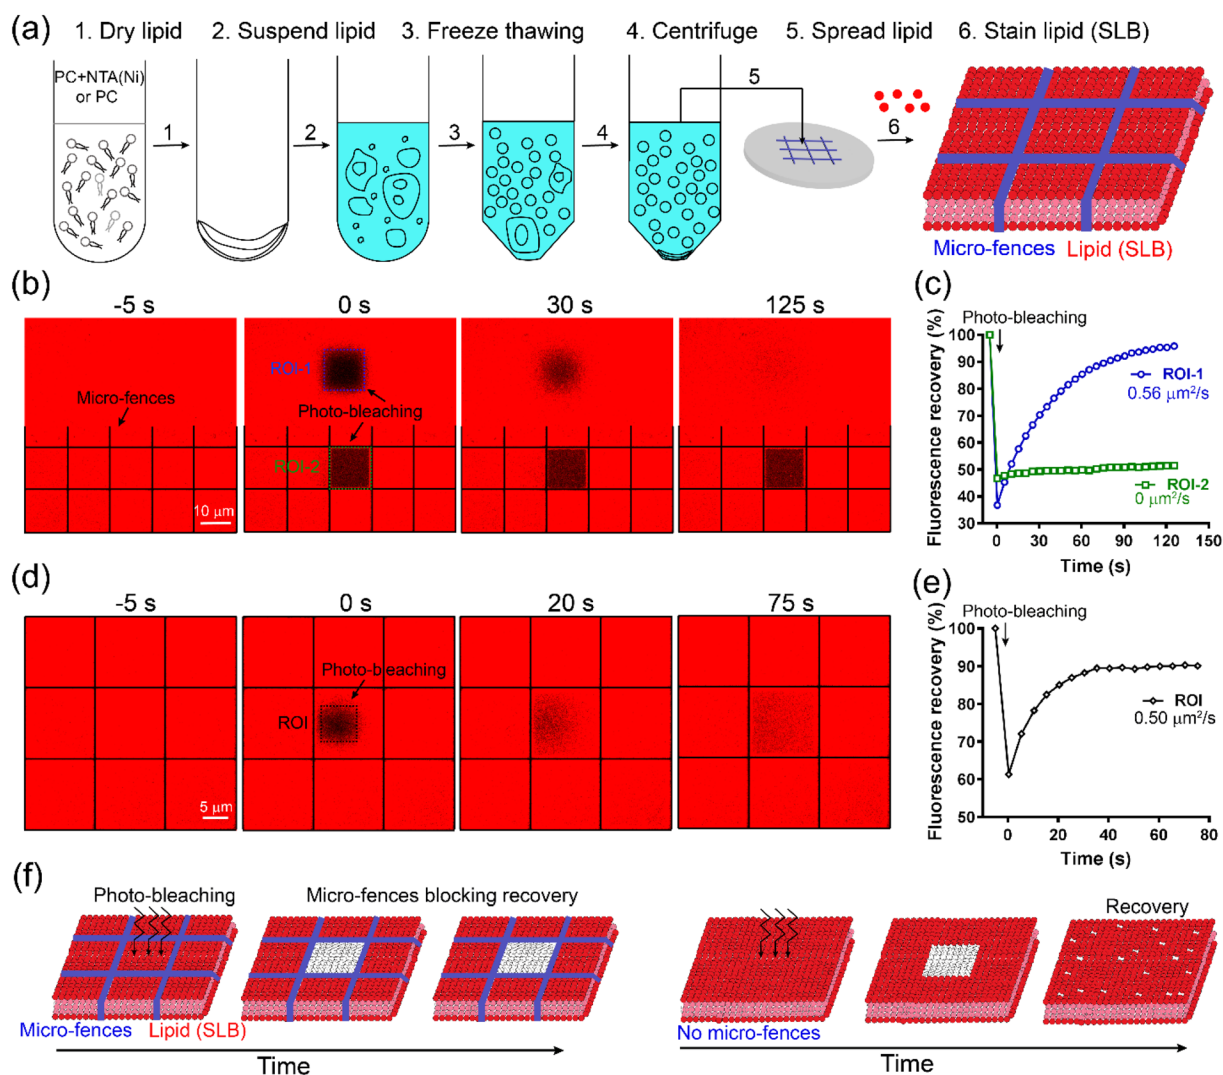 (a)
1. Dry lipid
2. Suspend lipid
3. Freeze thawing
4. Centrifuge
5. Spread lipid
6. Stain lipid (SLB)
PC+NTA(Ni)
or PC
1
2
3
4
5
6
Micro-fences
Lipid (SLB)
(b)
-5 s
0 s
30 s
125 s
Micro-fences
10 μm
ROI-1
Photo-bleaching
ROI-2
(c)
Photo-bleaching
Fluorescence recovery (%)
100
90
80
70
60
50
40
30
ROI-1
0.56 μm²/s
ROI-2
0 μm²/s
0
30
60
90
120
150
Time (s)
(d)
-5 s
0 s
20 s
75 s
5 μm
Photo-bleaching
ROI
(e)
Photo-bleaching
Fluorescence recovery (%)
100
90
80
70
60
50
ROI
0.50 μm²/s
0
20
40
60
80
Time (s)
(f)
Photo-bleaching
Micro-fences blocking recovery
Micro-fences
Lipid (SLB)
Time
Recovery
No micro-fences
Time